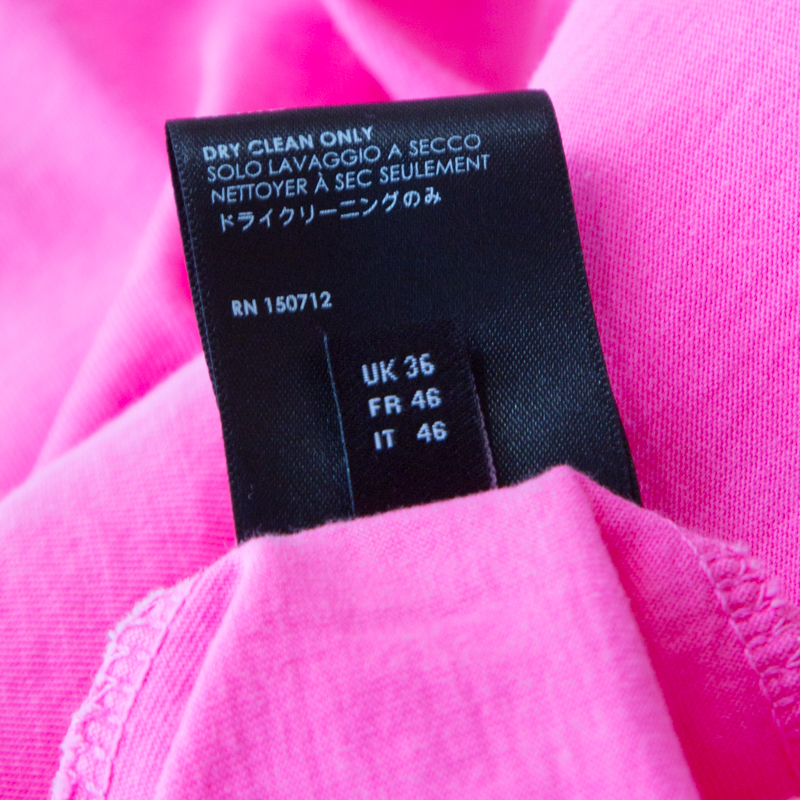 DRY CLEAN ONLY
SOLO LAVAGGIO A SECCO
NETTOYER À SEC SEULEMENT
ドライクリーニングのみ
RN 150712
UK 36
FR 46
IT 46